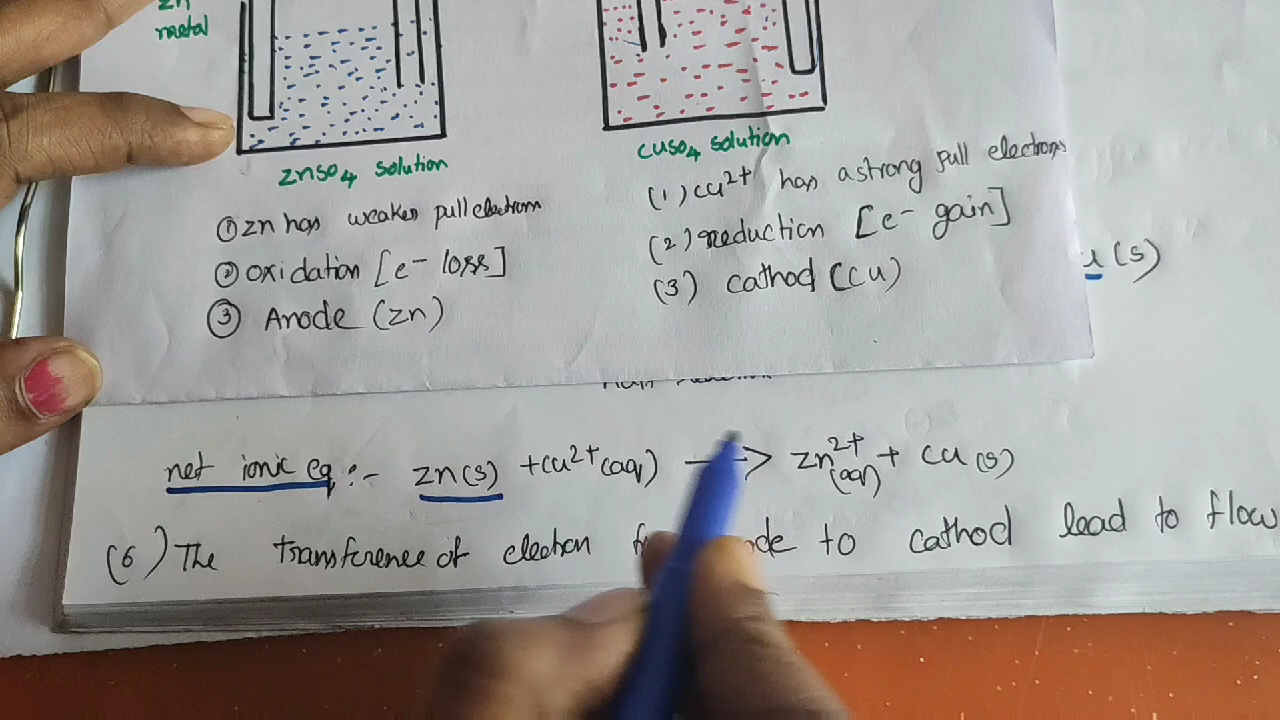 zn
metal
znso4 solution
cuso4 solution
① zn has weaker pull electrom
② oxidation [e- loss]
③ Anode (zn)
(1) cu2+ has a strong pull electrons
(2) reduction [e- gain]
(3) cathod (cu)
(s)
net ionic eq :- zn(s) + cu2+ (aq) —> zn2+ (aq) + cu (s)
(6) The transference of election to cathod lead to flow